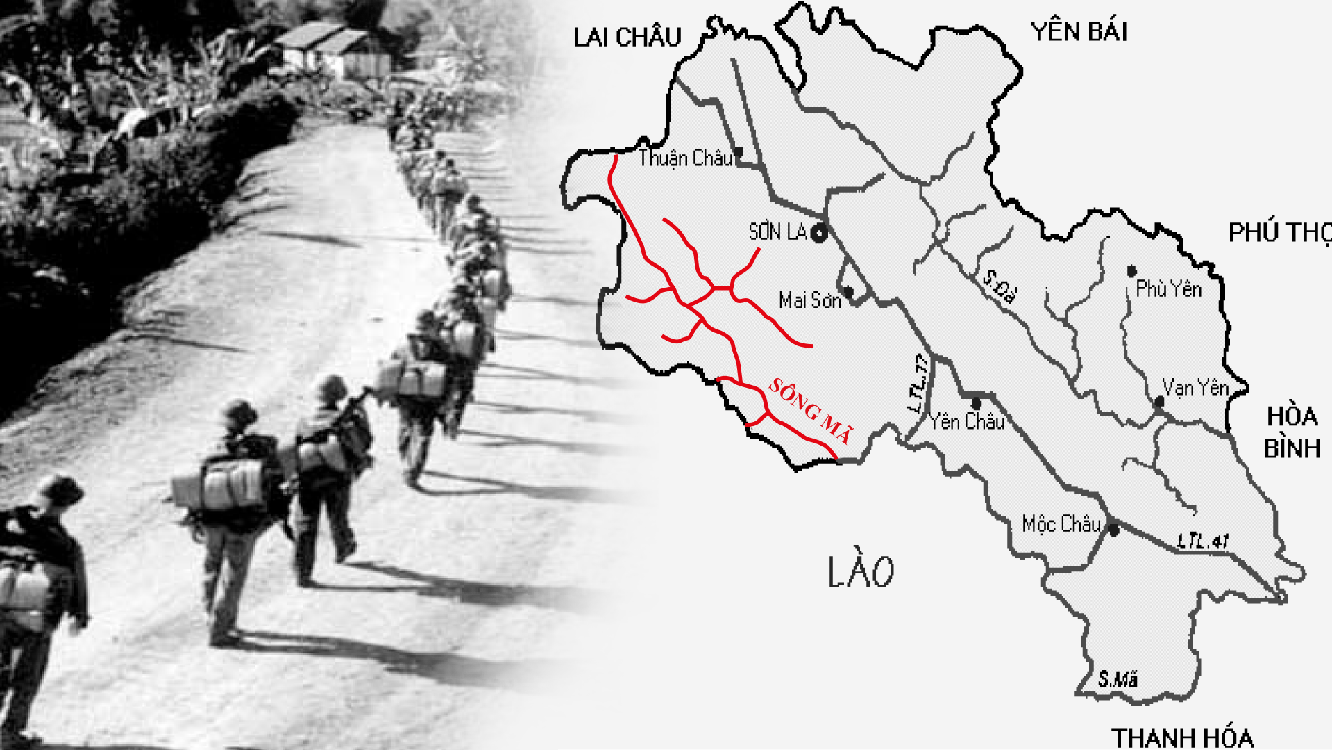 LAI CHÂU
YÊN BÁI
Thuận Châu
SƠN LA
PHÚ THỌ
Mai Sơn
S.Đà
Phù Yên
LTL.77
SÔNG MÃ
Yên Châu
Vạn Yên
HÒA
BÌNH
Mộc Châu
LTL.41
LÀO
S.Mã
THANH HÓA